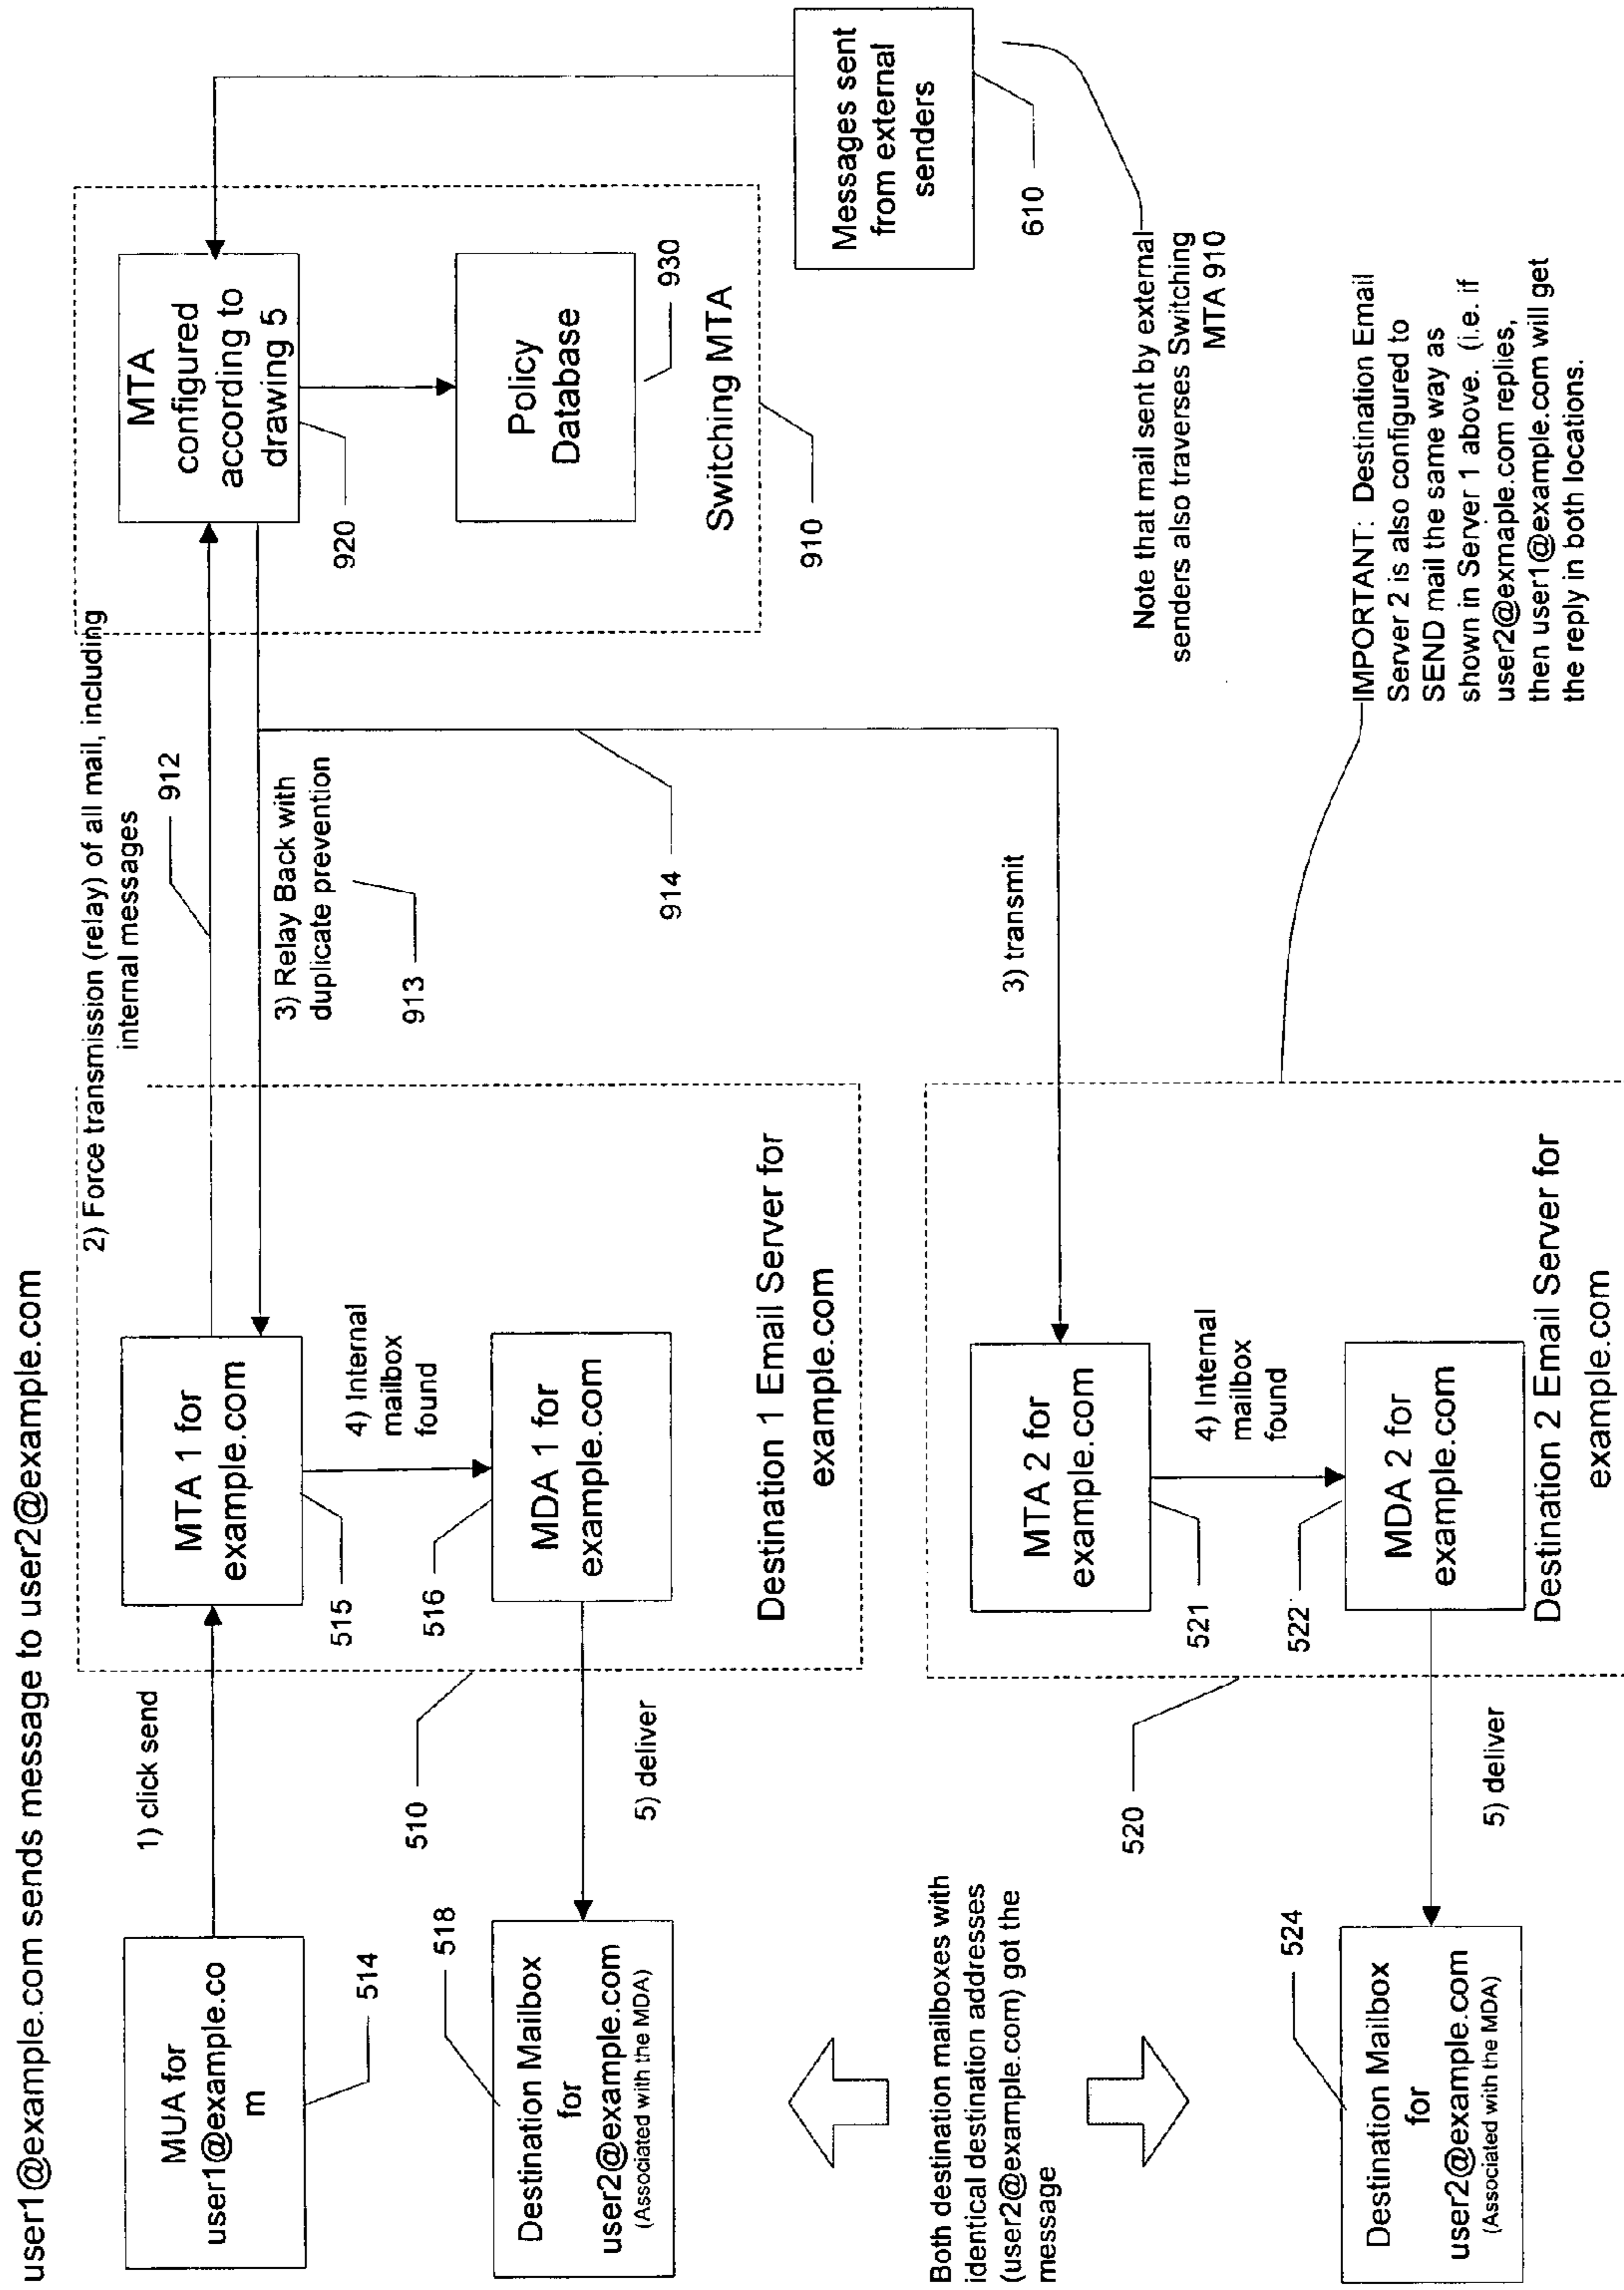 user1@example.com sends message to user2@example.com
MUA for
user1@example.co
m
514
1) click send
MTA 1 for
example.com
515
2) Force transmission (relay) of all mail, including
internal messages
912
3) Relay Back with
duplicate prevention
913
MTA
configured
according to
drawing 5
920
Policy
Database
930
Switching MTA
910
4) Internal
mailbox
found
516
MDA 1 for
example.com
Destination 1 Email Server for
example.com
510
5) deliver
518
Destination Mailbox
for
user2@example.com
(Associated with the MDA)
914
Messages sent
from external
senders
610
Note that mail sent by external
senders also traverses Switching
MTA 910
Both destination mailboxes with
identical destination addresses
(user2@example.com) got the
message
3) transmit
MTA 2 for
example.com
521
4) Internal
mailbox
found
522
MDA 2 for
example.com
Destination 2 Email Server for
example.com
520
5) deliver
524
Destination Mailbox
for
user2@example.com
(Associated with the MDA)
IMPORTANT: Destination Email
Server 2 is also configured to
SEND mail the same way as
shown in Server 1 above. (i.e. if
user2@exmaple.com replies,
then user1@example.com will get
the reply in both locations.